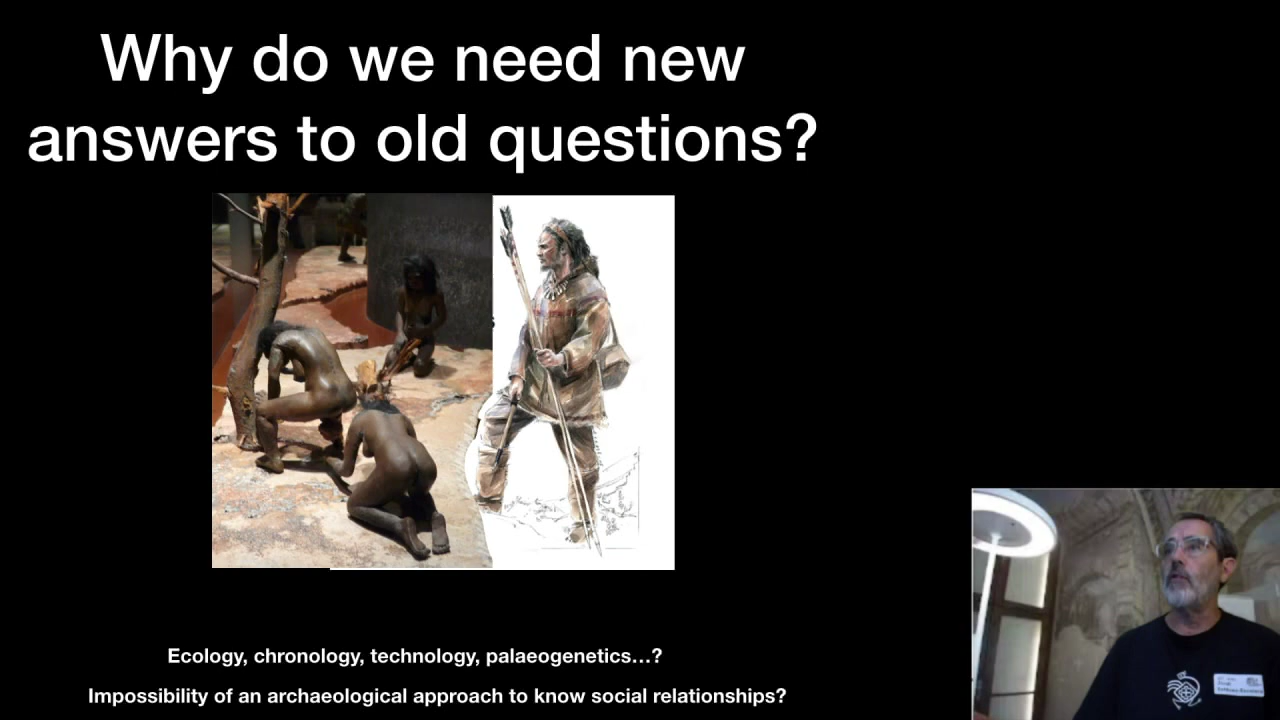 Why do we need new
answers to old questions?
Ecology, chronology, technology, palaeogenetics…?
Impossibility of an archaeological approach to know social relationships?